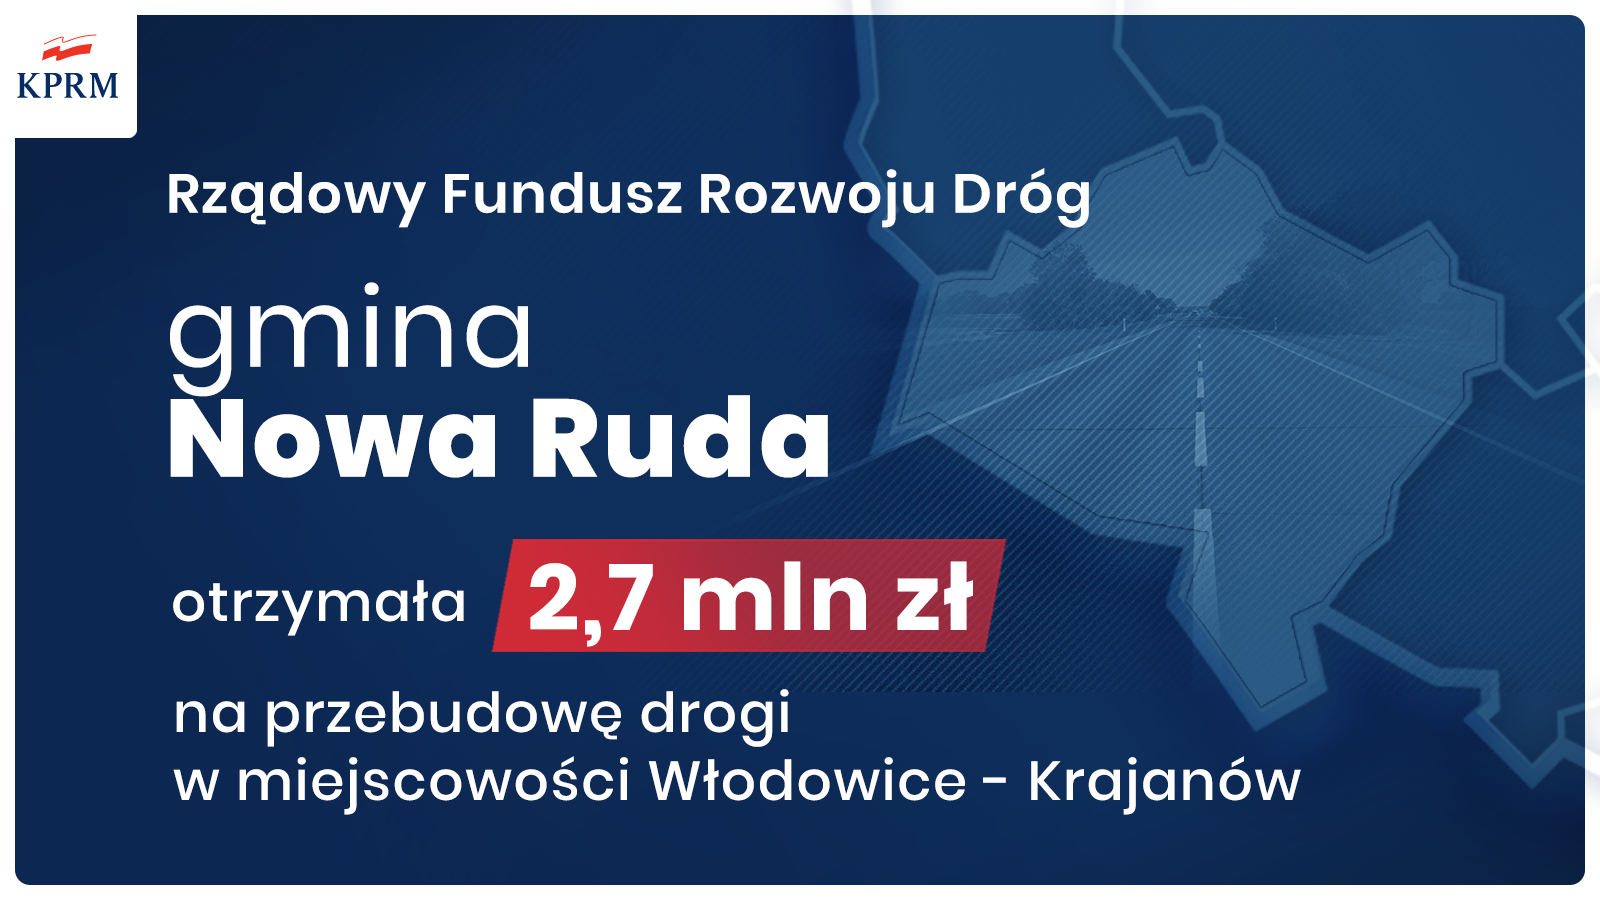 KPRM
Rządowy Fundusz Rozwoju Dróg
gmina
Nowa Ruda
otrzymała 2,7 mln zł
na przebudowę drogi
w miejscowości Włodowice - Krajanów